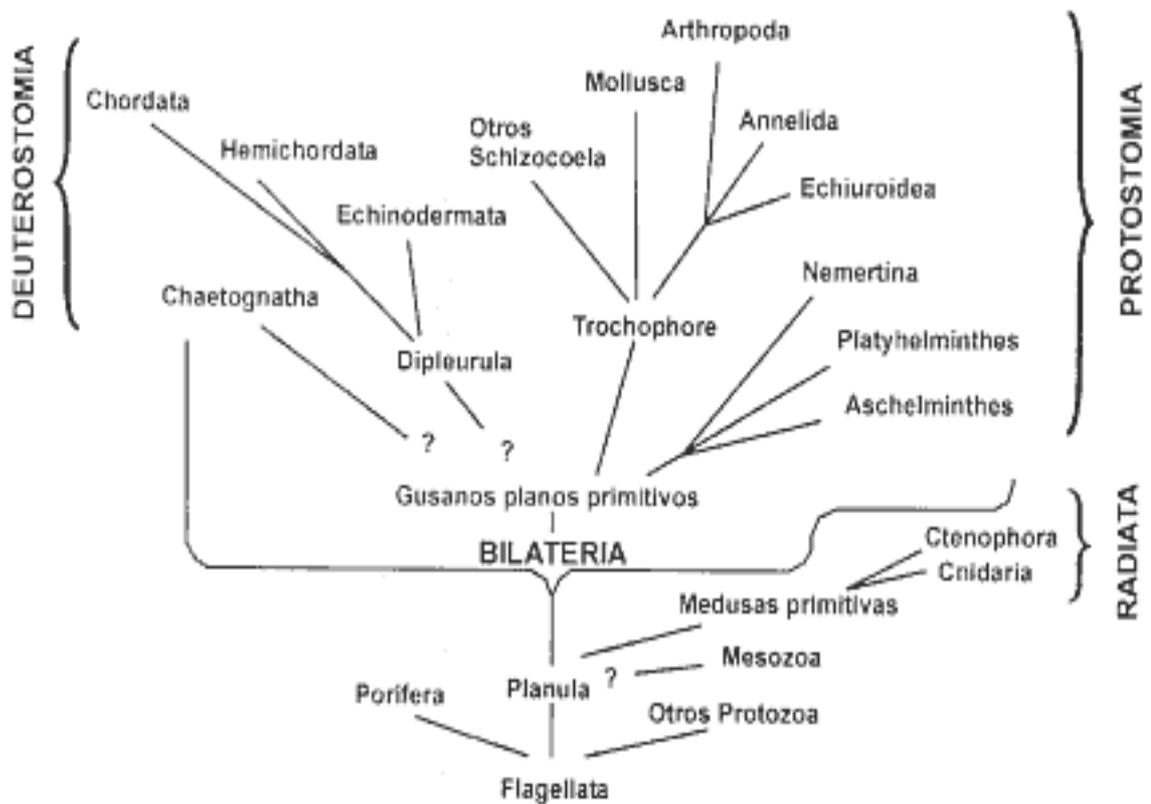 DEUTEROSTOMIA
Chordata
Hemichordata
Echinodermata
Chaetognatha
Dipleurula
?
?
Arthropoda
Mollusca
Otros
Schizocoela
Annelida
Echiuroidea
Trochophore
Nemertina
Platyhelminthes
Aschelminthes
PROTOSTOMIA
Gusanos planos primitivos
BILATERIA
Ctenophora
Cnidaria
RADIATA
Medusas primitivas
Mesozoa
?
Planula
Porífera
Otros Protozoa
Flagellata